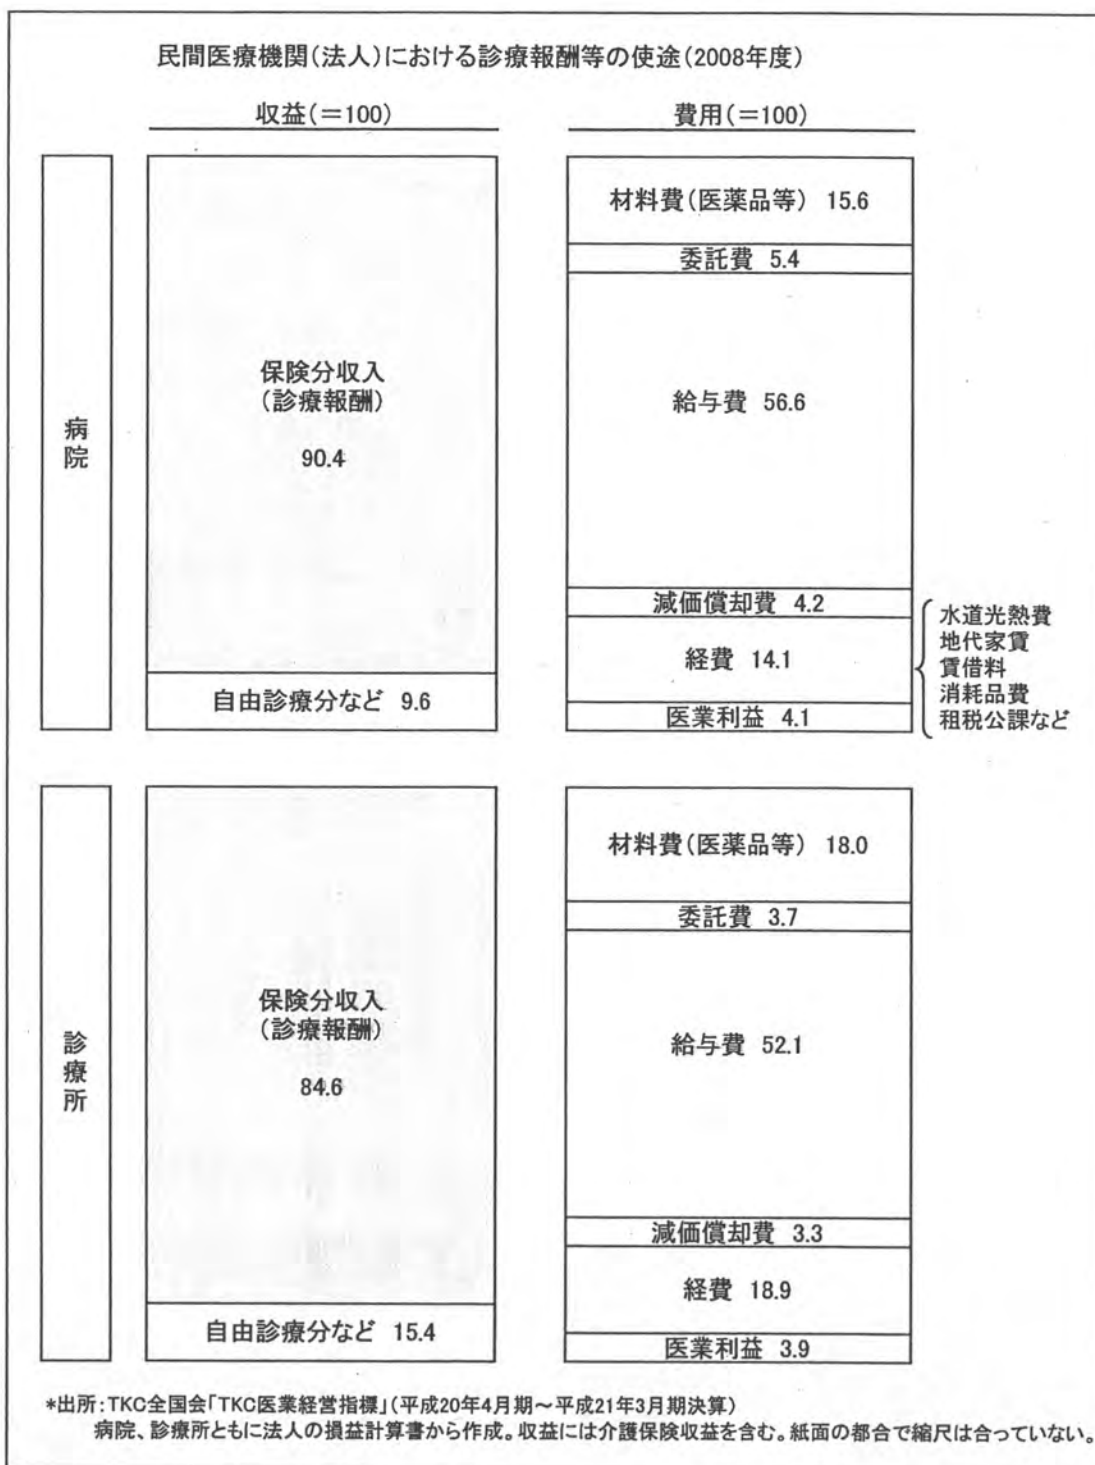 民間医療機関(法人)における診療報酬等の使途(2008年度)
収益(=100)
費用(=100)
病院
保険分収入
(診療報酬)
90.4
自由診療分など 9.6
材料費(医薬品等) 15.6
委託費 5.4
給与費 56.6
減価償却費 4.2
経費 14.1
医業利益 4.1
水道光熱費
地代家賃
賃借料
消耗品費
租税公課など
診療所
保険分収入
(診療報酬)
84.6
自由診療分など 15.4
材料費(医薬品等) 18.0
委託費 3.7
給与費 52.1
減価償却費 3.3
経費 18.9
医業利益 3.9
*出所:TKC全国会「TKC医業経営指標」(平成20年4月期~平成21年3月期決算)
病院、診療所ともに法人の損益計算書から作成。収益には介護保険収益を含む。紙面の都合で縮尺は合っていない。